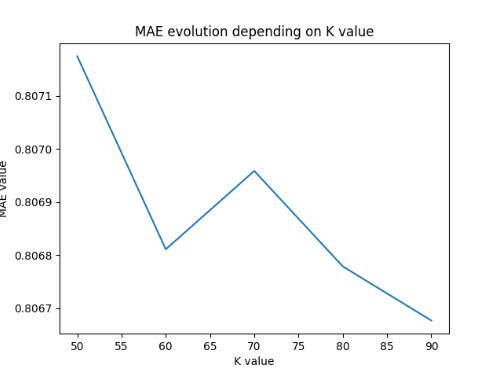 MAE evolution depending on K value
0.8071
0.8070
0.8069
0.8068
0.8067
MAE value
50 55 60 65 70 75 80 85 90
K value